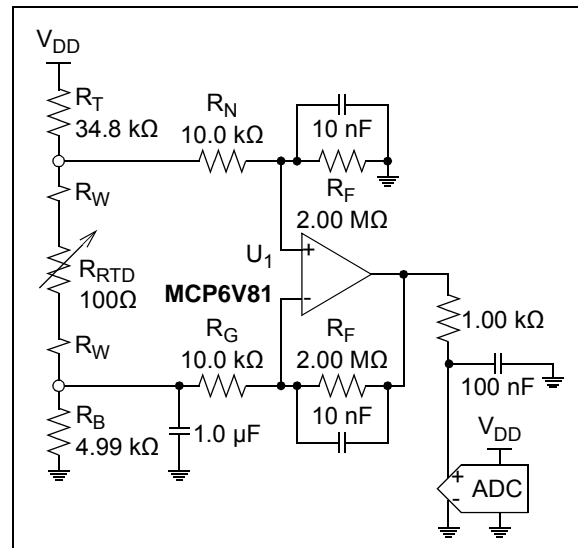 VDD
RT
34.8 kΩ
RN
10.0 kΩ
10 nF
RF
2.00 MΩ
RW
RRTD
100Ω
RW
U1
+
-
MCP6V81
RG
10.0 kΩ
RF
2.00 MΩ
10 nF
1.0 µF
RB
4.99 kΩ
1.00 kΩ
100 nF
VDD
+
-
ADC